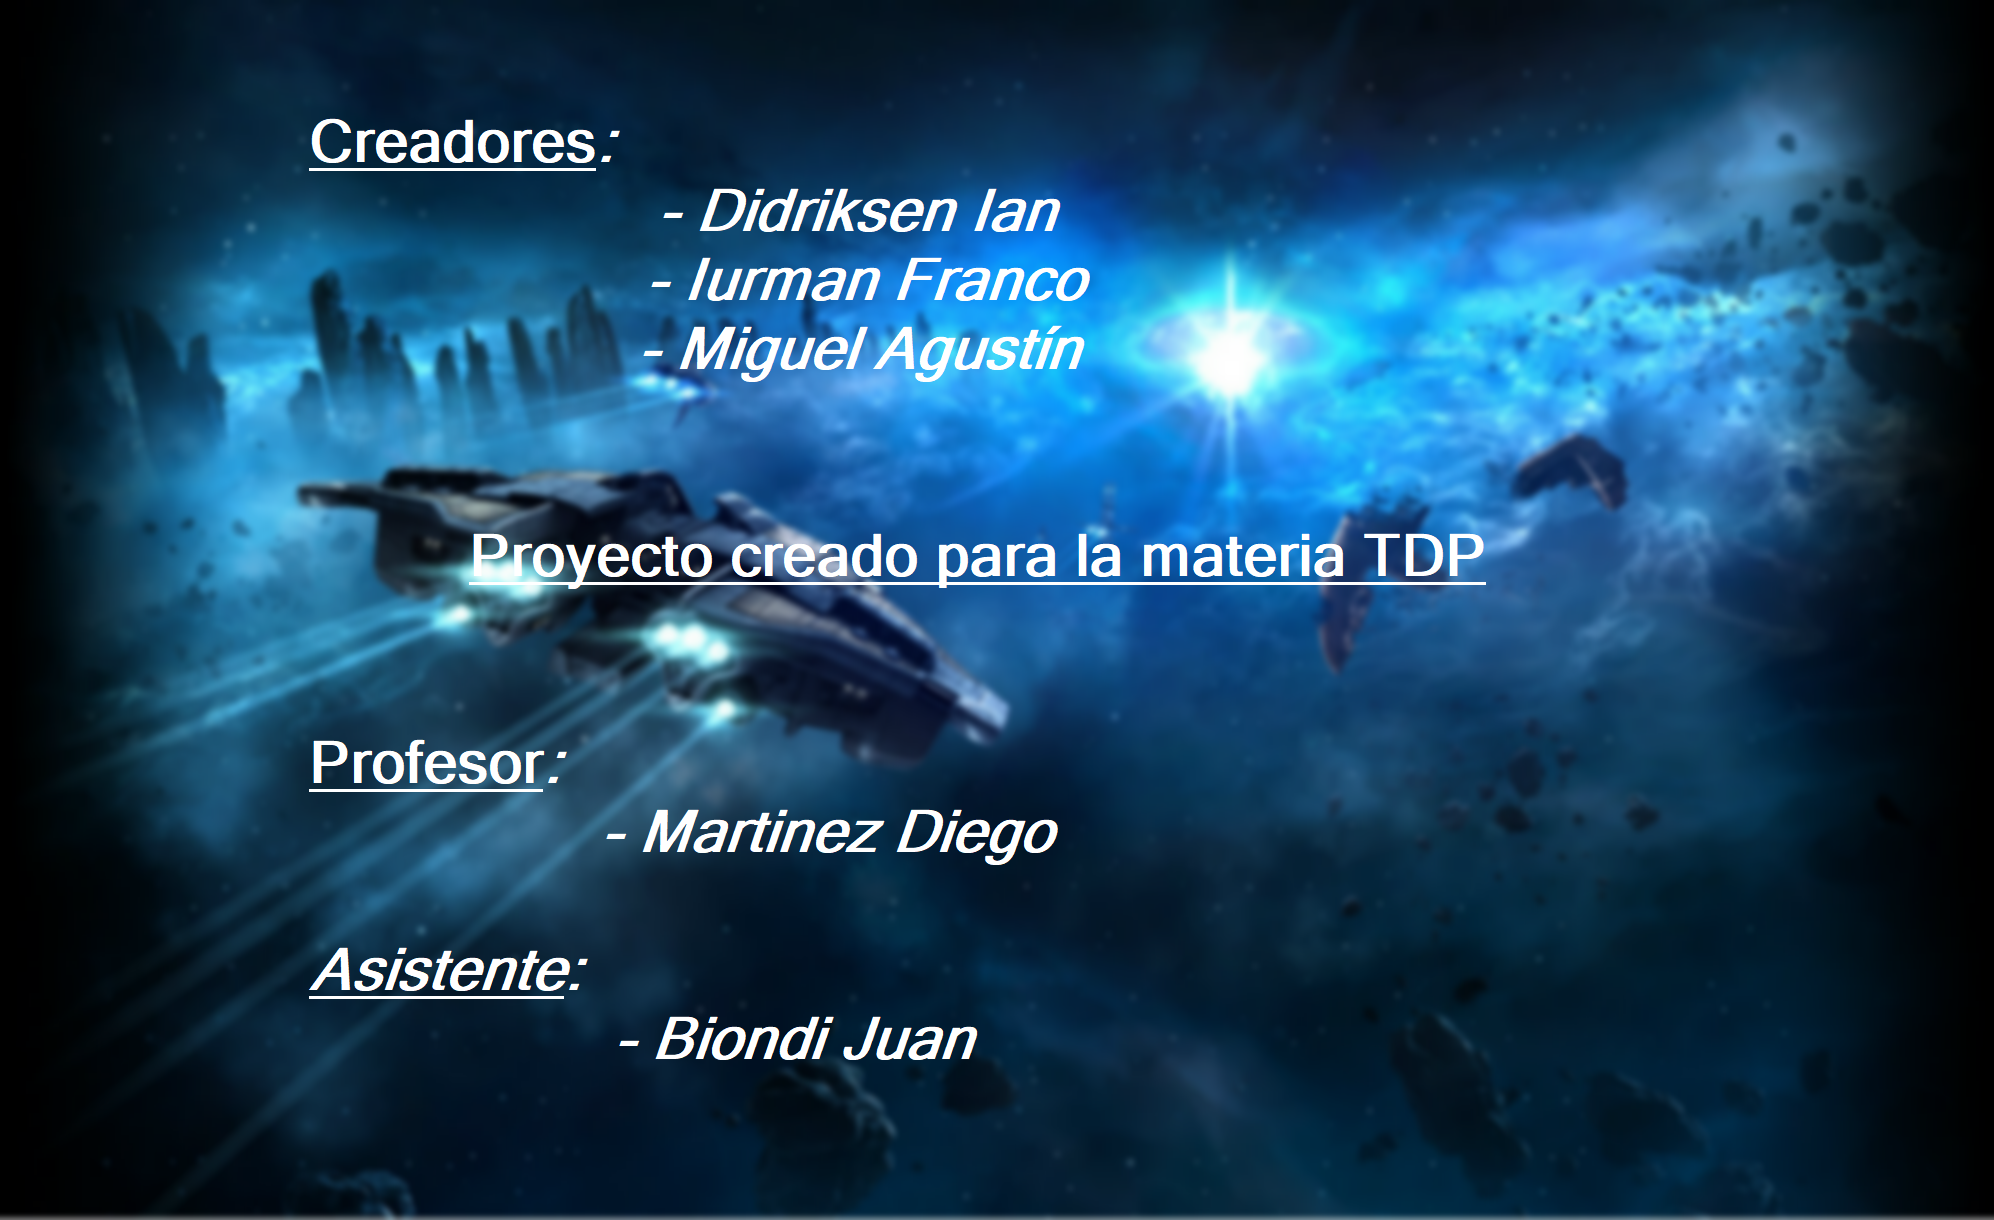 Creadores:
- Didriksen Ian
- Iurman Franco
- Miguel Agustín
Proyecto creado para la materia TDP
Profesor:
- Martinez Diego
Asistente:
- Biondi Juan